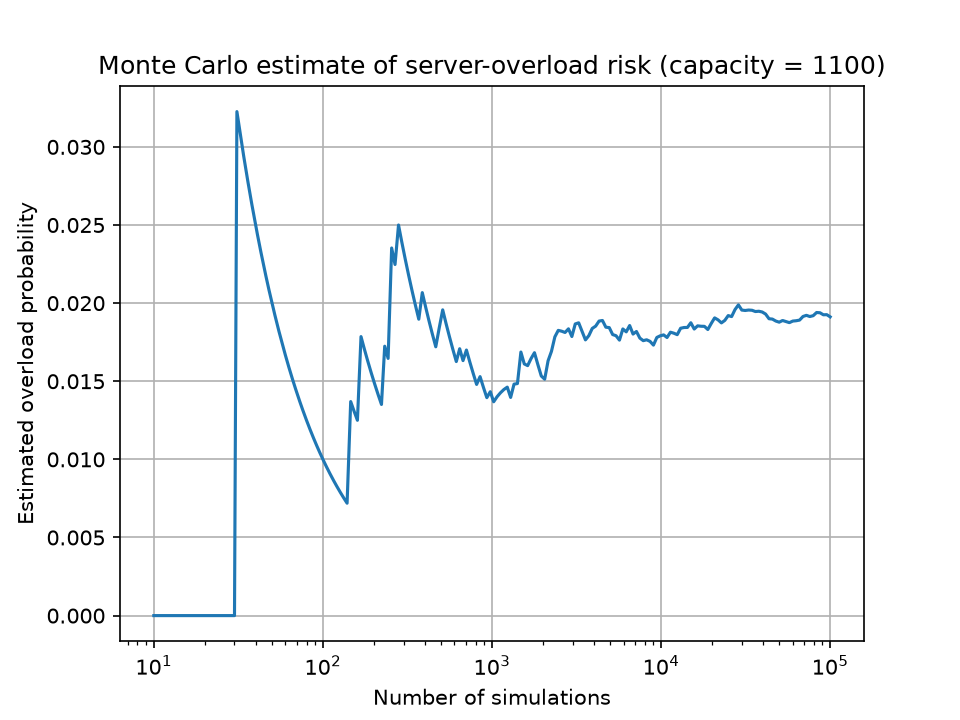 Monte Carlo estimate of server-overload risk (capacity = 1100)
Estimated overload probability
0.030
0.025
0.020
0.015
0.010
0.005
0.000
10¹ 10² 10³ 10⁴ 10⁵
Number of simulations